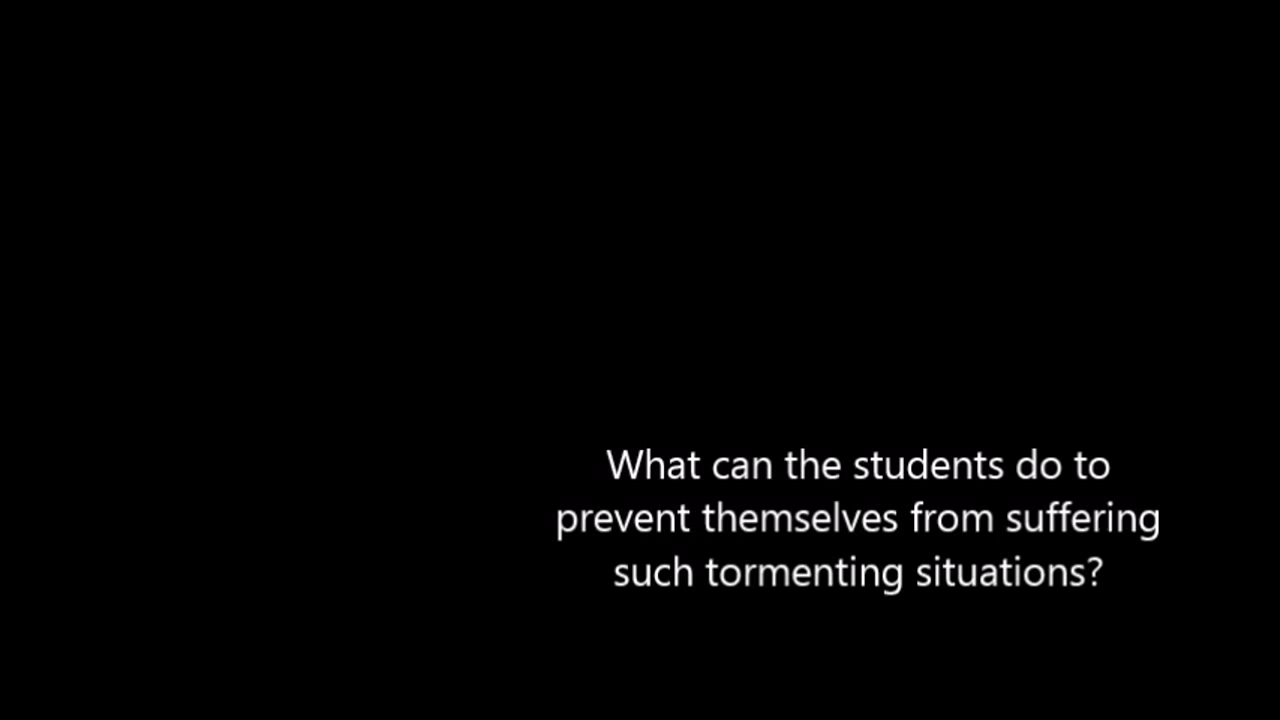 What can the students do to
prevent themselves from suffering
such tormenting situations?